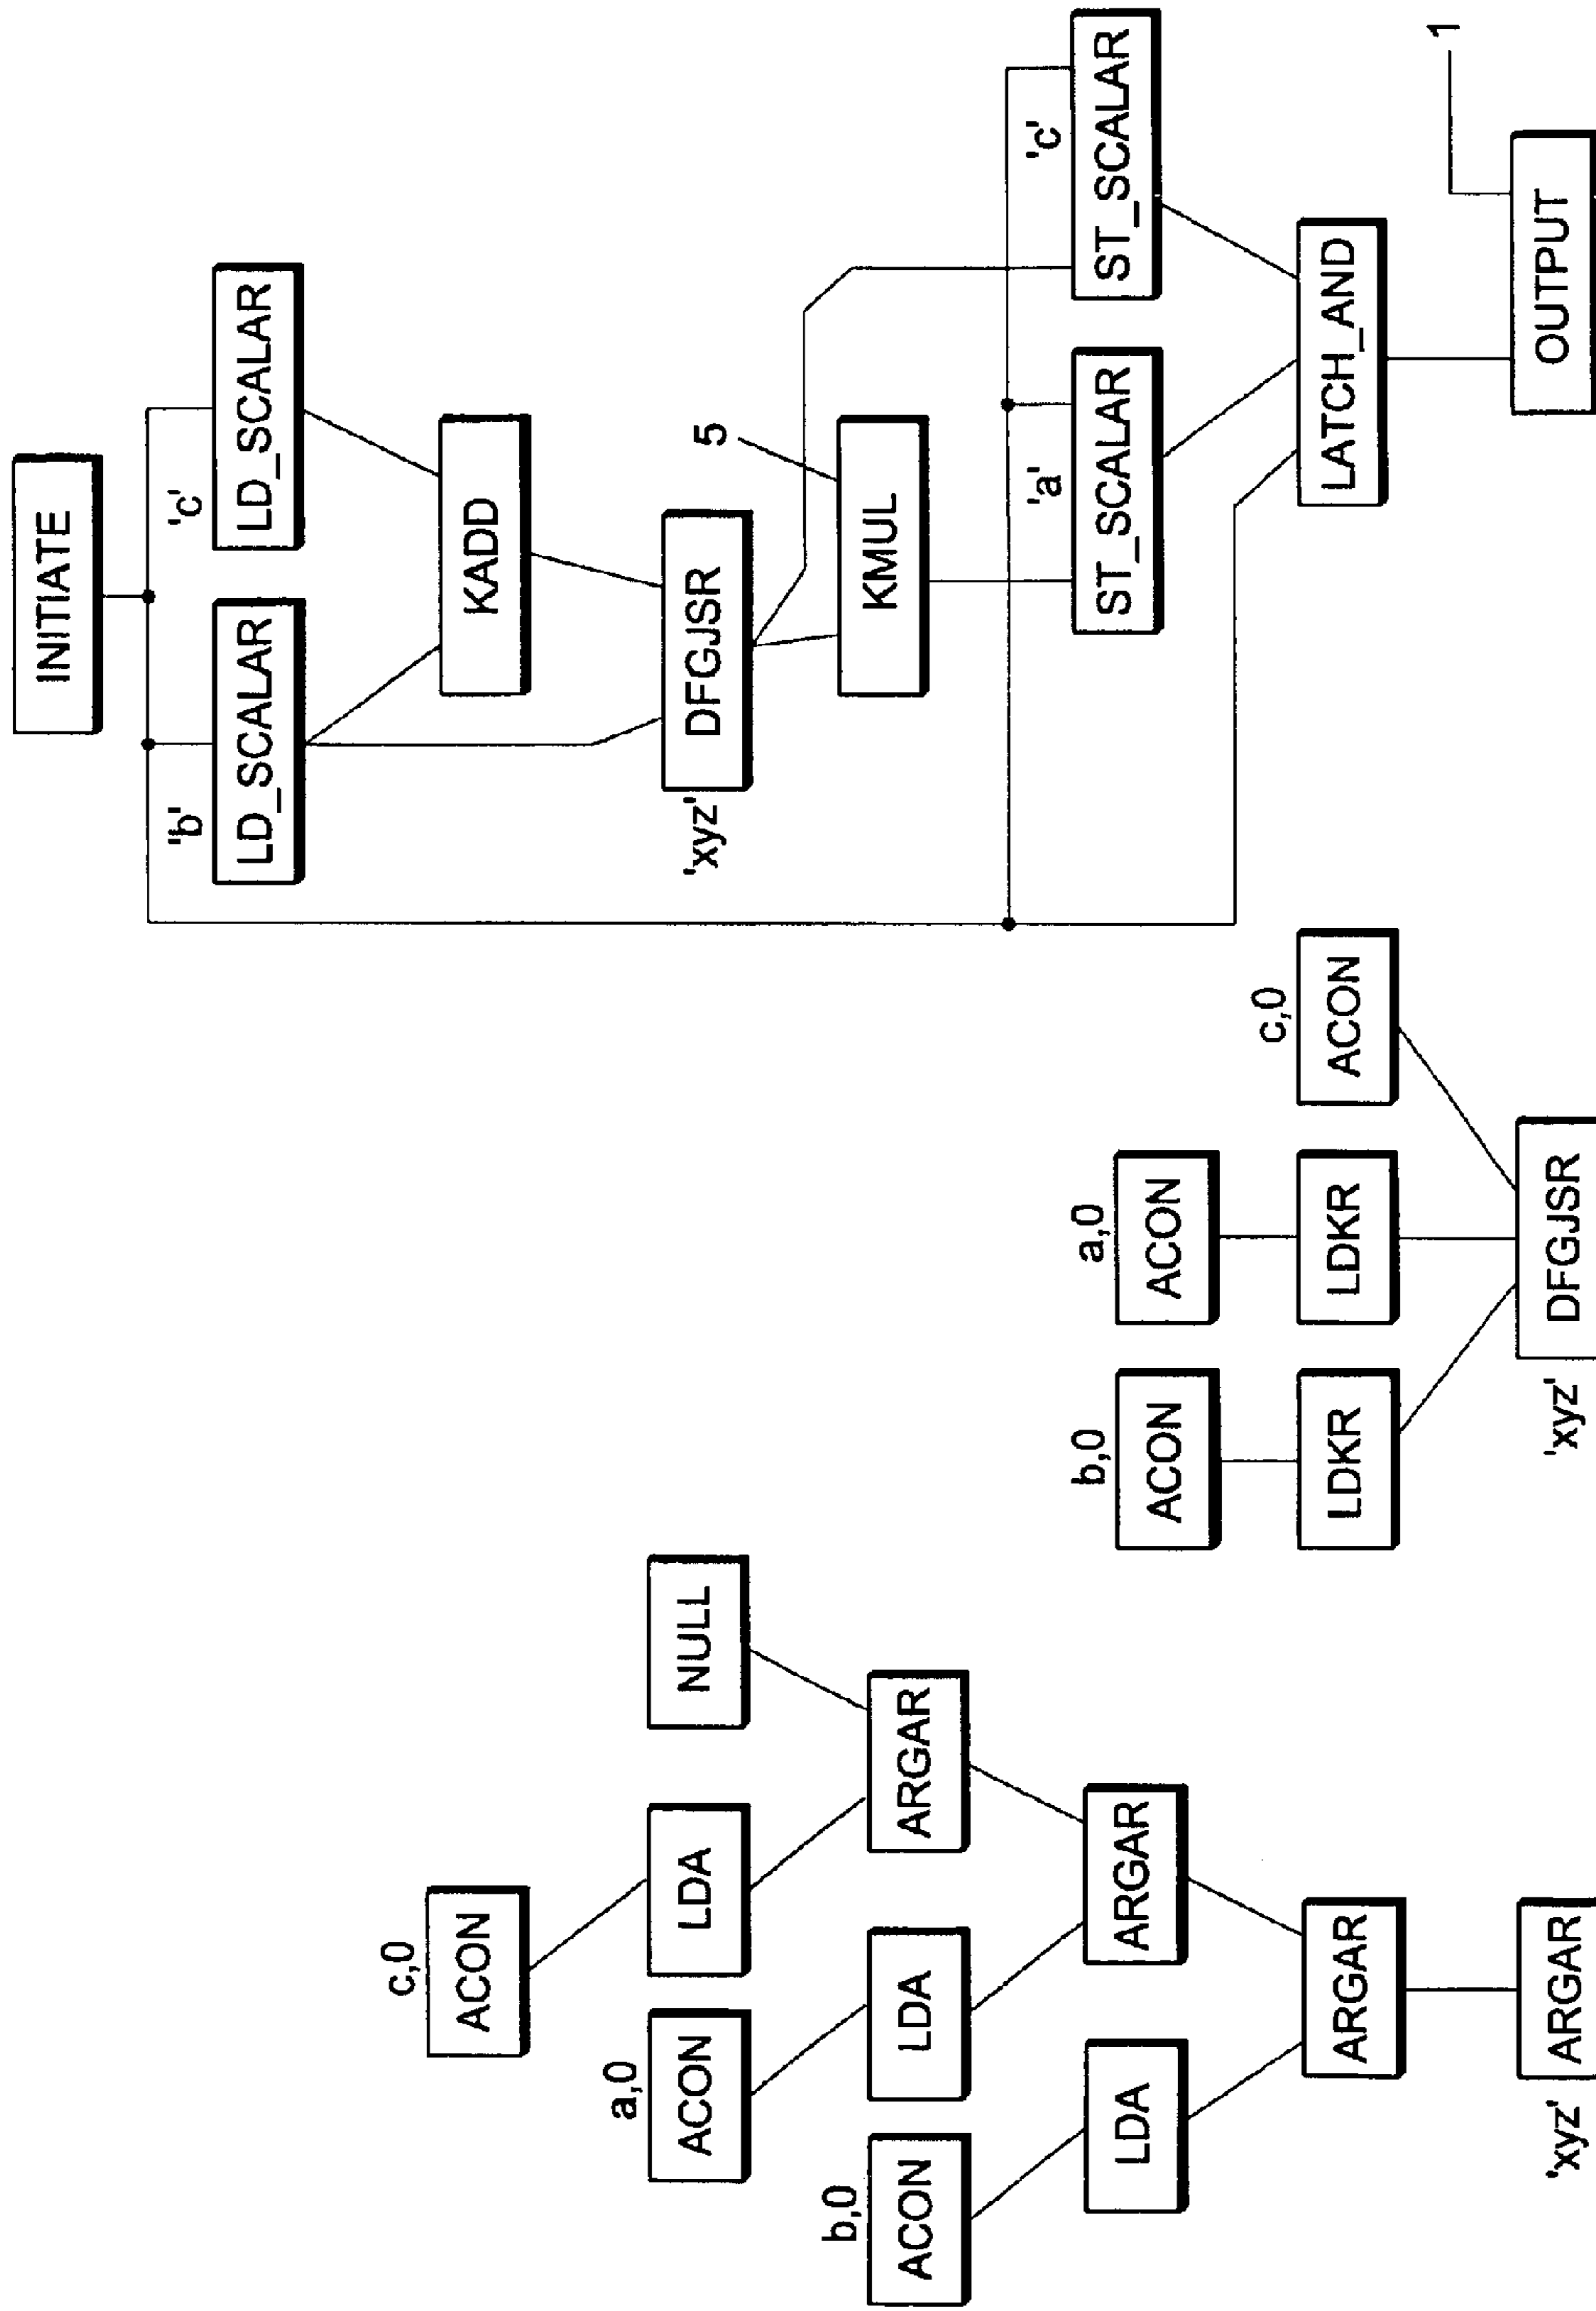 c,0
ACON
a,0
ACON
LDA
NULL
b,0
ACON
LDA
ARGAR
LDA
ARGAR
ARGAR
'xyz'
ARGAR
b,0
a,0
ACON
ACON
c,0
LDKR
LDKR
ACON
'xyz'
DFGJSR
INITIATE
'b'
'c'
LD_SCALAR
LD_SCALAR
KADD
'xyz'
DFGJSR
5
KMUL
'a'
'c'
ST_SCALAR
ST_SCALAR
LATCH_AND
1
OUTPUT